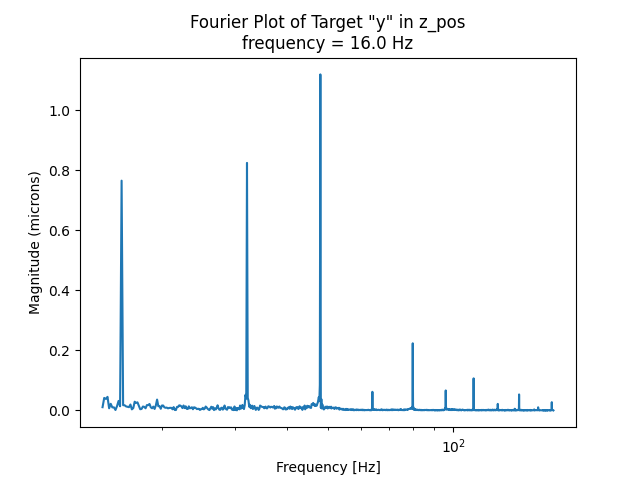 Fourier Plot of Target "y" in z_pos
frequency = 16.0 Hz
Magnitude (microns)
1.0
0.8
0.6
0.4
0.2
0.0
10²
Frequency [Hz]